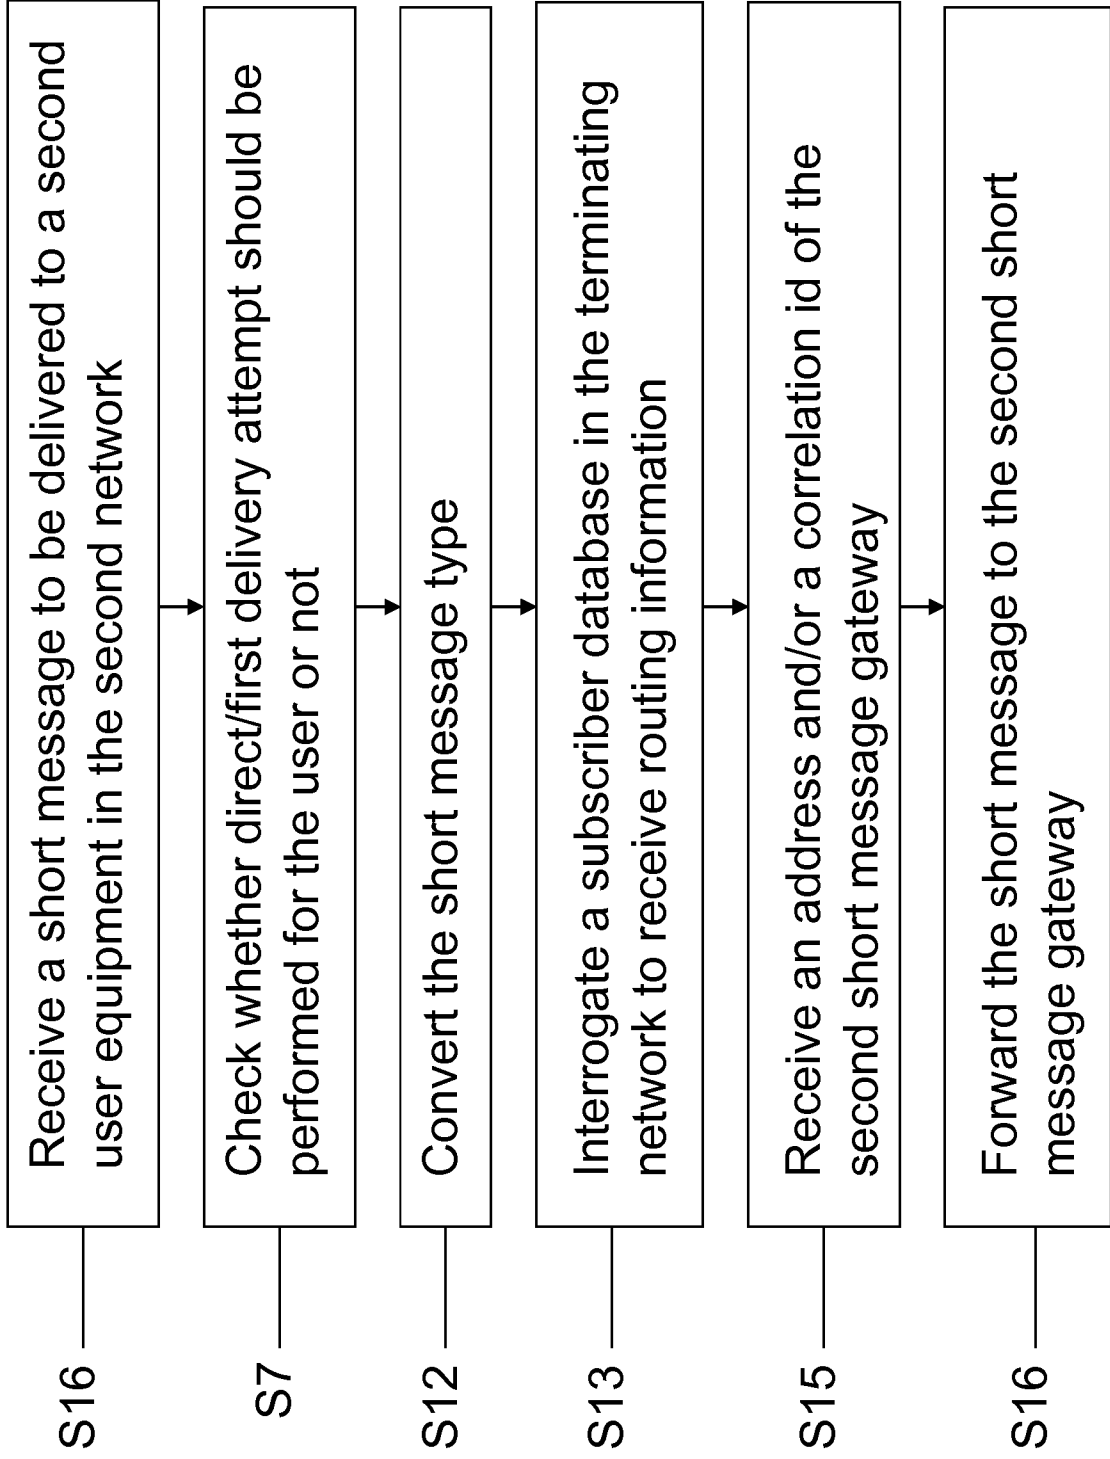 S16
Receive a short message to be delivered to a second
user equipment in the second network
S7
Check whether direct/first delivery attempt should be
performed for the user or not
S12
Convert the short message type
S13
Interrogate a subscriber database in the terminating
network to receive routing information
S15
Receive an address and/or a correlation id of the
second short message gateway
S16
Forward the short message to the second short
message gateway